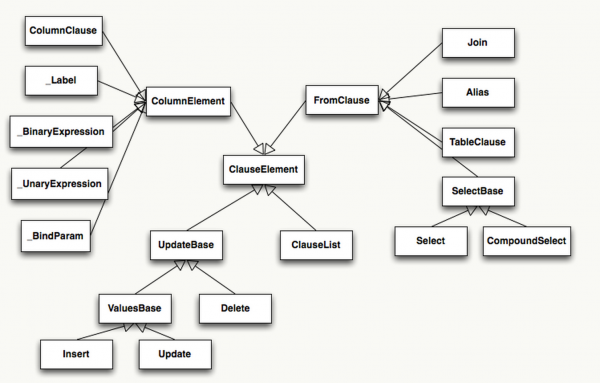 ColumnClause
Join
_Label
Alias
ColumnElement
FromClause
_BinaryExpression
TableClause
ClauseElement
_UnaryExpression
SelectBase
_BindParam
UpdateBase
ClauseList
Select
CompoundSelect
ValuesBase
Delete
Insert
Update